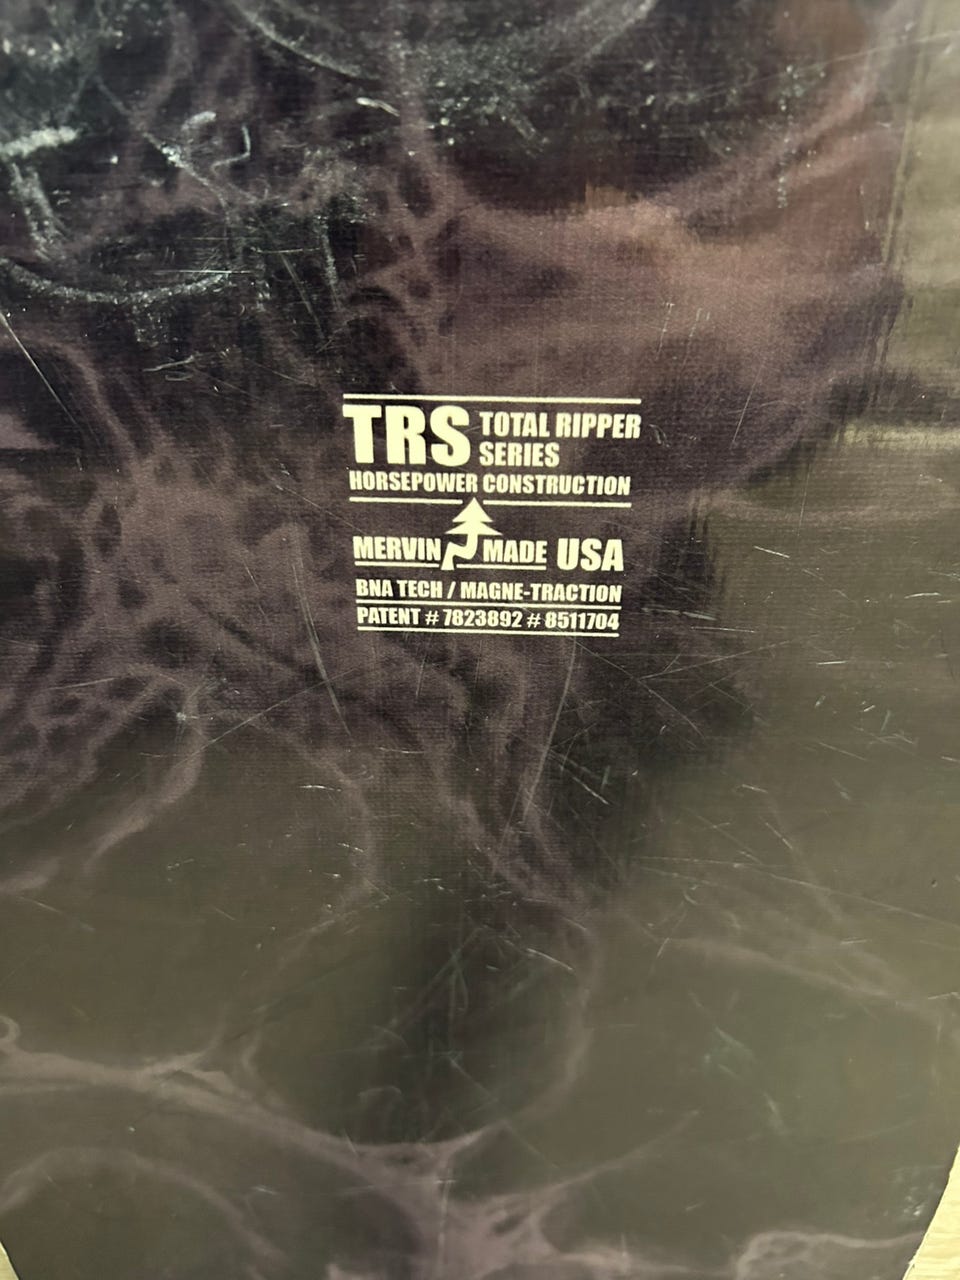 TRS TOTAL RIPPER
SERIES
HORSEPOWER CONSTRUCTION
MERVIN MADE USA
BNA TECH / MAGNE-TRACTION
PATENT # 7823892 # 8511704